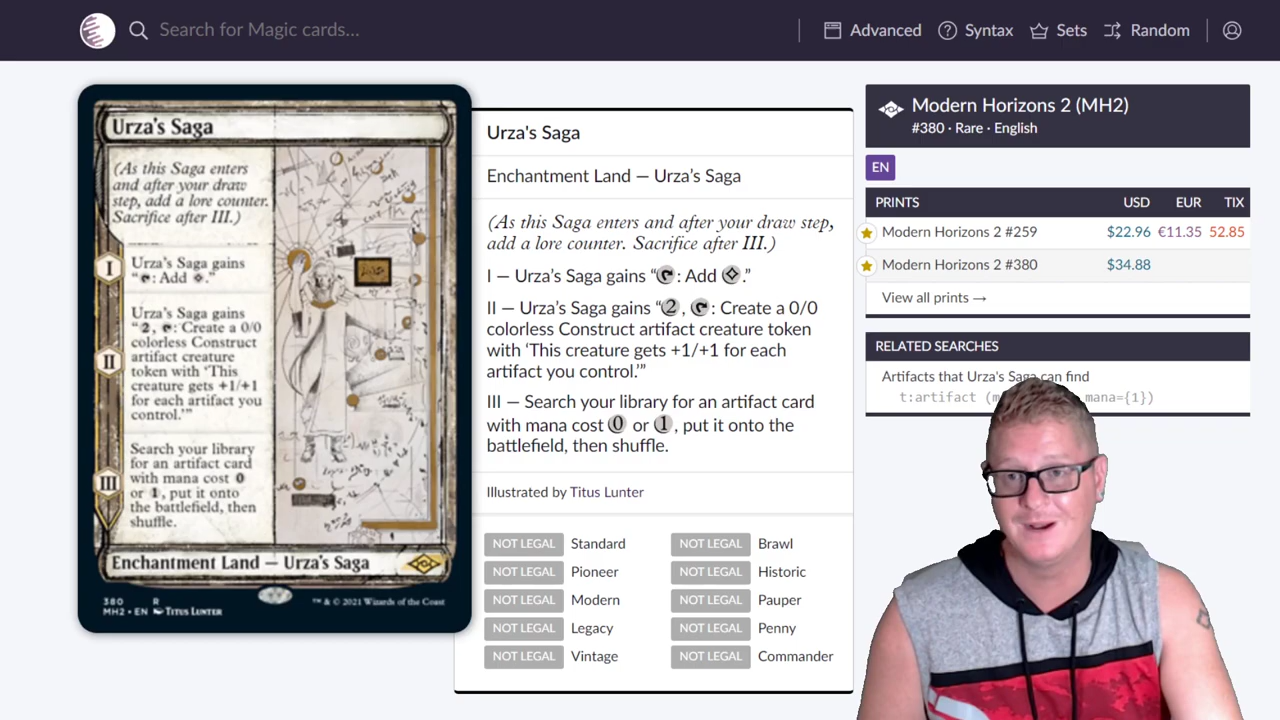 Search for Magic cards...
Advanced
Syntax
Sets
Random
Urza's Saga
(As this Saga enters
and after your draw
step, add a lore counter.
Sacrifice after III.)
I
Urza's Saga gains
“: Add .”
II
Urza's Saga gains
“2, : Create a 0/0
colorless Construct
artifact creature
token with ‘This
creature gets +1/+1
for each artifact you
control.’”
III
Search your library
for an artifact card
with mana cost 0
or 1, put it onto
the battlefield, then
shuffle.
Enchantment Land — Urza's Saga
380 R
MH2 • EN Titus Lunter
™ & © 2021 Wizards of the Coast
Urza's Saga
Enchantment Land — Urza's Saga
(As this Saga enters and after your draw step,
add a lore counter. Sacrifice after III.)
I — Urza's Saga gains “: Add .”
II — Urza's Saga gains “2, : Create a 0/0
colorless Construct artifact creature token
with ‘This creature gets +1/+1 for each
artifact you control.’”
III — Search your library for an artifact card
with mana cost 0 or 1, put it onto the
battlefield, then shuffle.
Illustrated by Titus Lunter
NOT LEGAL Standard NOT LEGAL Brawl
NOT LEGAL Pioneer NOT LEGAL Historic
NOT LEGAL Modern NOT LEGAL Pauper
NOT LEGAL Legacy NOT LEGAL Penny
NOT LEGAL Vintage NOT LEGAL Commander
Modern Horizons 2 (MH2)
#380 · Rare · English
EN
PRINTS USD EUR TIX
Modern Horizons 2 #259 $22.96 €11.35 52.85
Modern Horizons 2 #380 $34.88
View all prints →
RELATED SEARCHES
Artifacts that Urza's Saga can find
t:artifact mana={1})